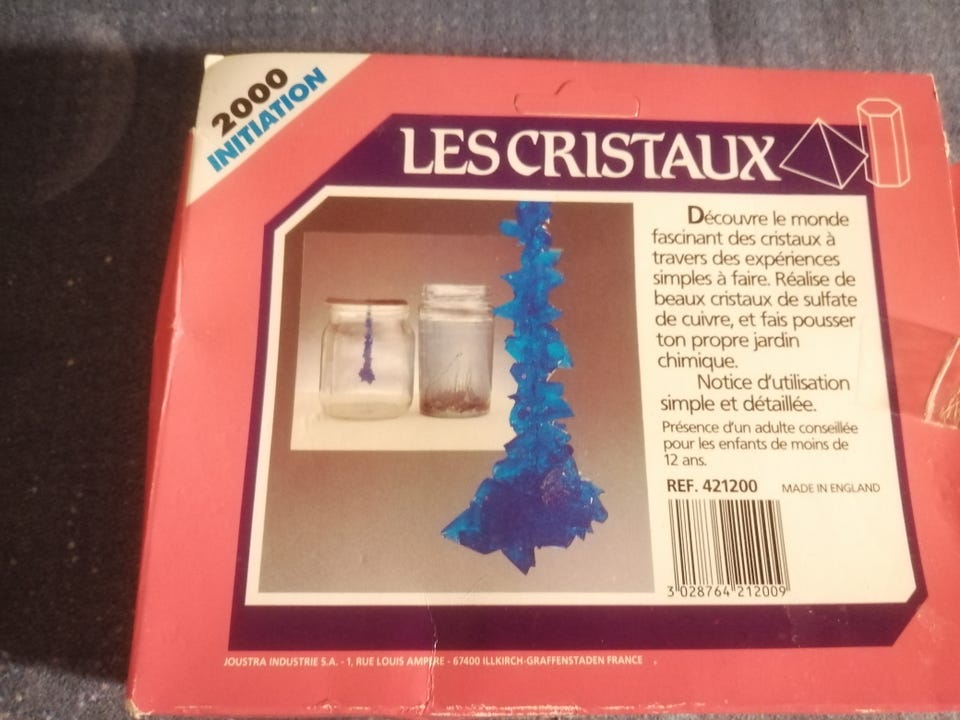 2000
INITIATION
LES CRISTAUX
Découvre le monde
fascinant des cristaux à
travers des expériences
simples à faire. Réalise de
beaux cristaux de sulfate
de cuivre, et fais pousser
ton propre jardin
chimique.
Notice d'utilisation
simple et détaillée.
Présence d'un adulte conseillée
pour les enfants de moins de
12 ans.
REF. 421200 MADE IN ENGLAND
3 028764 212009
JOUSTRA INDUSTRIE S.A. - 1, RUE LOUIS AMPERE - 67400 ILLKIRCH-GRAFFENSTADEN FRANCE